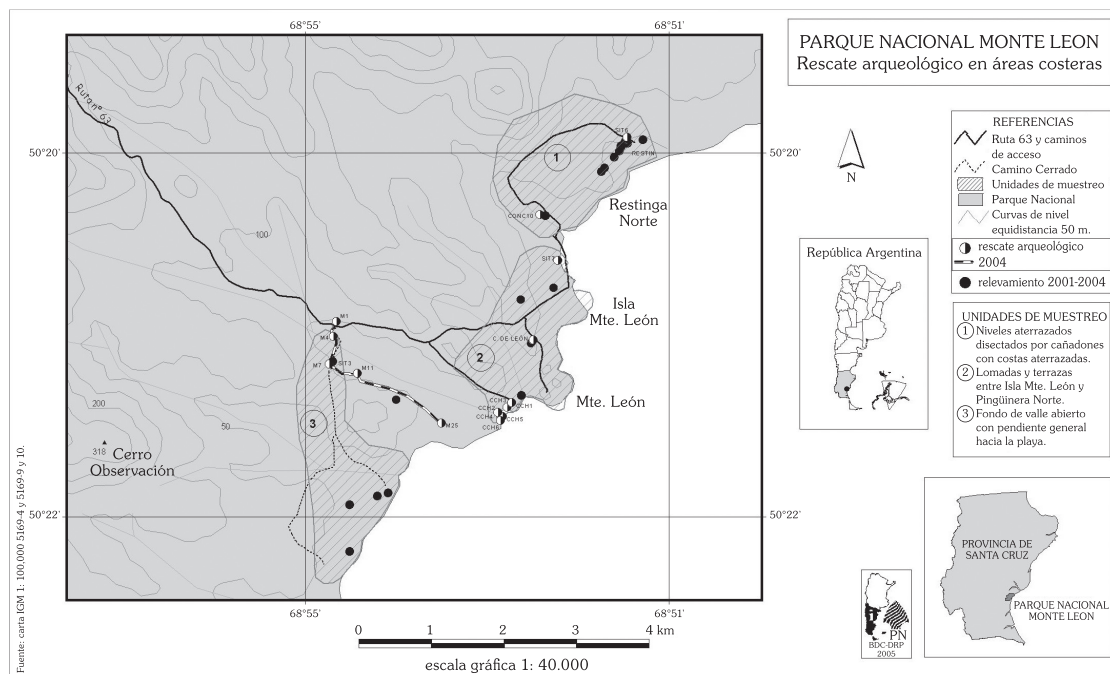 PARQUE NACIONAL MONTE LEON
Rescate arqueológico en áreas costeras
68°55'
68°51'
50°20'
50°20'
50°22'
50°22'
68°55'
68°51'
Ruta nº 63
100
200
50
318
Cerro
Observación
1
2
3
SIT6
RESTIN
CONC10
SIT7
C. DE LEÓN
M1
M4
M7
SIT3
M11
M25
CCH1
CCH5
CCH6
Restinga
Norte
Isla
Mte. León
Mte. León
N
REFERENCIAS
Ruta 63 y caminos
de acceso
Camino Cerrado
Unidades de muestreo
Parque Nacional
Curvas de nivel
equidistancia 50 m.
rescate arqueológico
2004
relevamiento 2001-2004
República Argentina
UNIDADES DE MUESTREO
1 Niveles aterrazados
disectados por cañadones
con costas aterrazadas.
2 Lomadas y terrazas
entre Isla Mte. León y
Pingüinera Norte.
3 Fondo de valle abierto
con pendiente general
hacia la playa.
PROVINCIA DE
SANTA CRUZ
PARQUE NACIONAL
MONTE LEON
PN
BDC-DRP
2005
0 1 2 3 4 km
escala gráfica 1: 40.000
Fuente: carta IGM 1: 100.000 5169-4 y 5169-9 y 10.